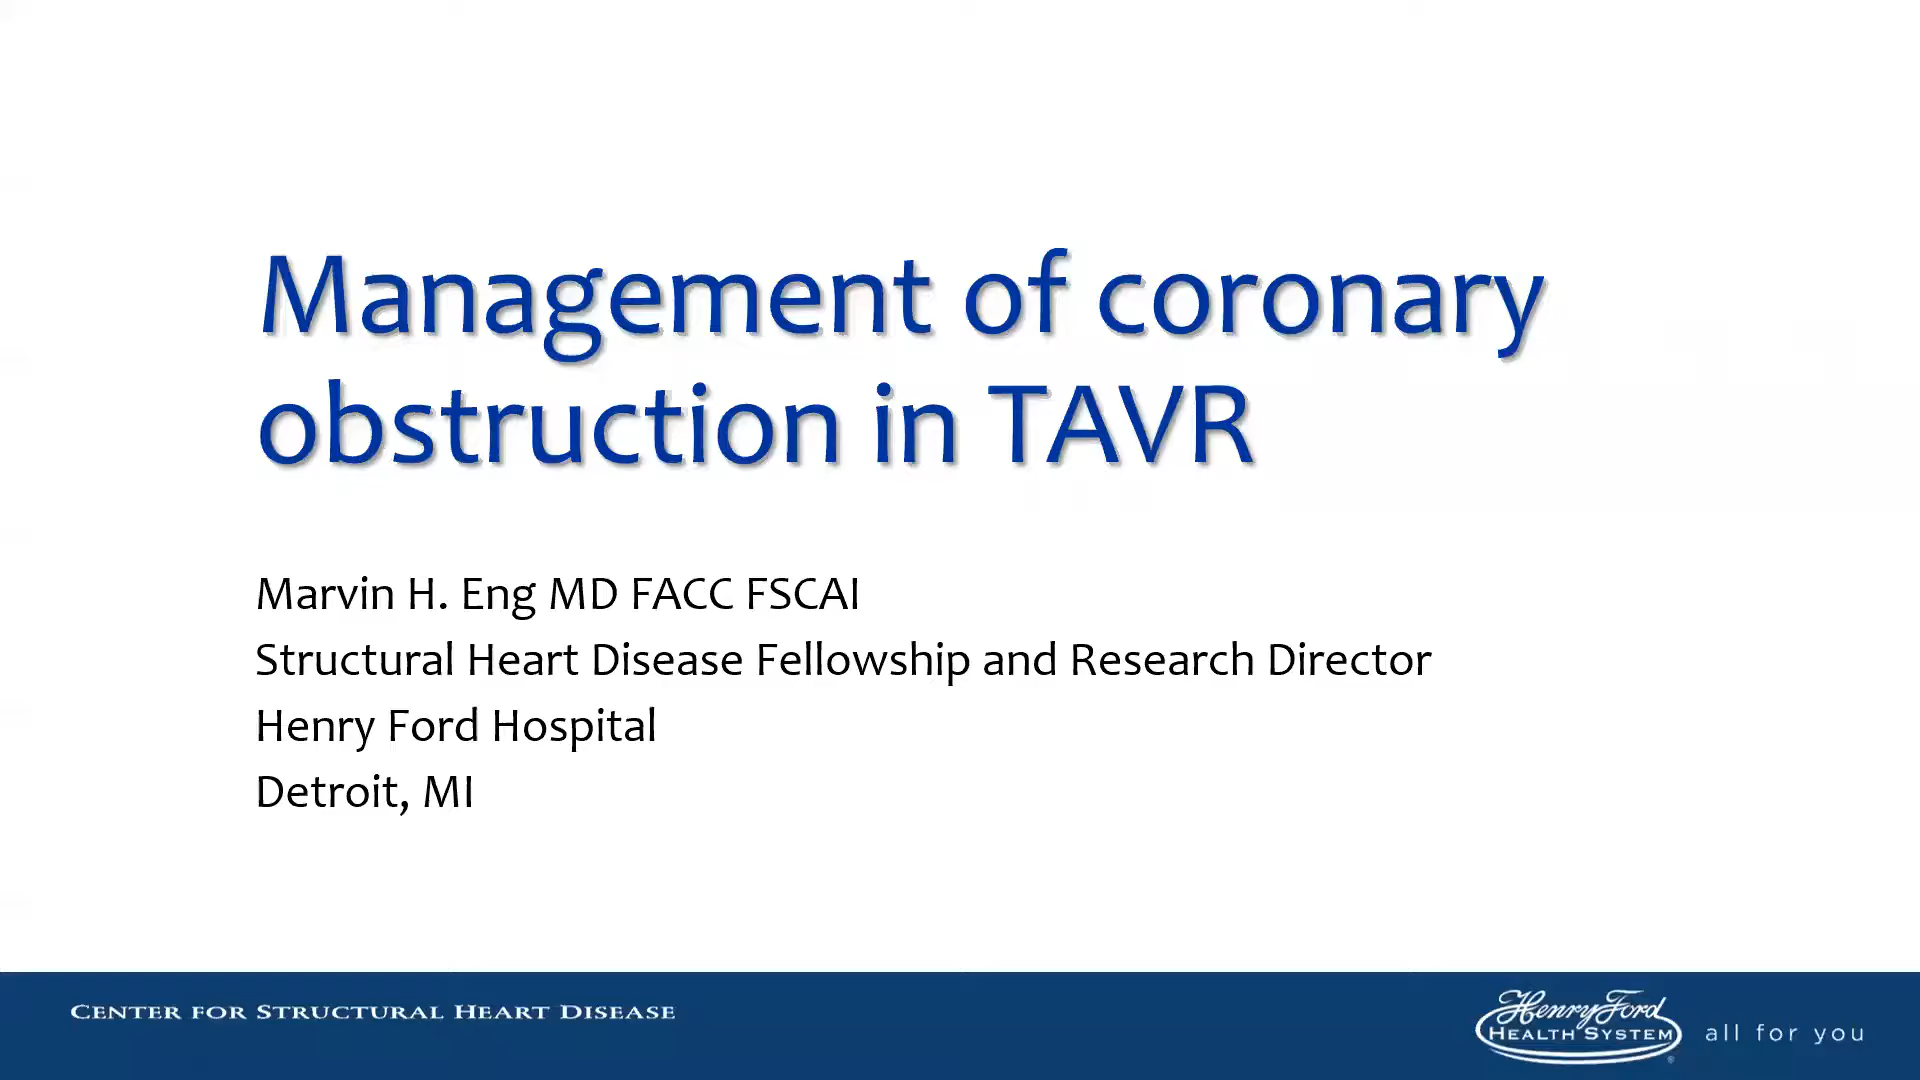 Management of coronary
obstruction in TAVR
Marvin H. Eng MD FACC FSCAI
Structural Heart Disease Fellowship and Research Director
Henry Ford Hospital
Detroit, MI
CENTER FOR STRUCTURAL HEART DISEASE
Henry Ford
HEALTH SYSTEM
®
all for you